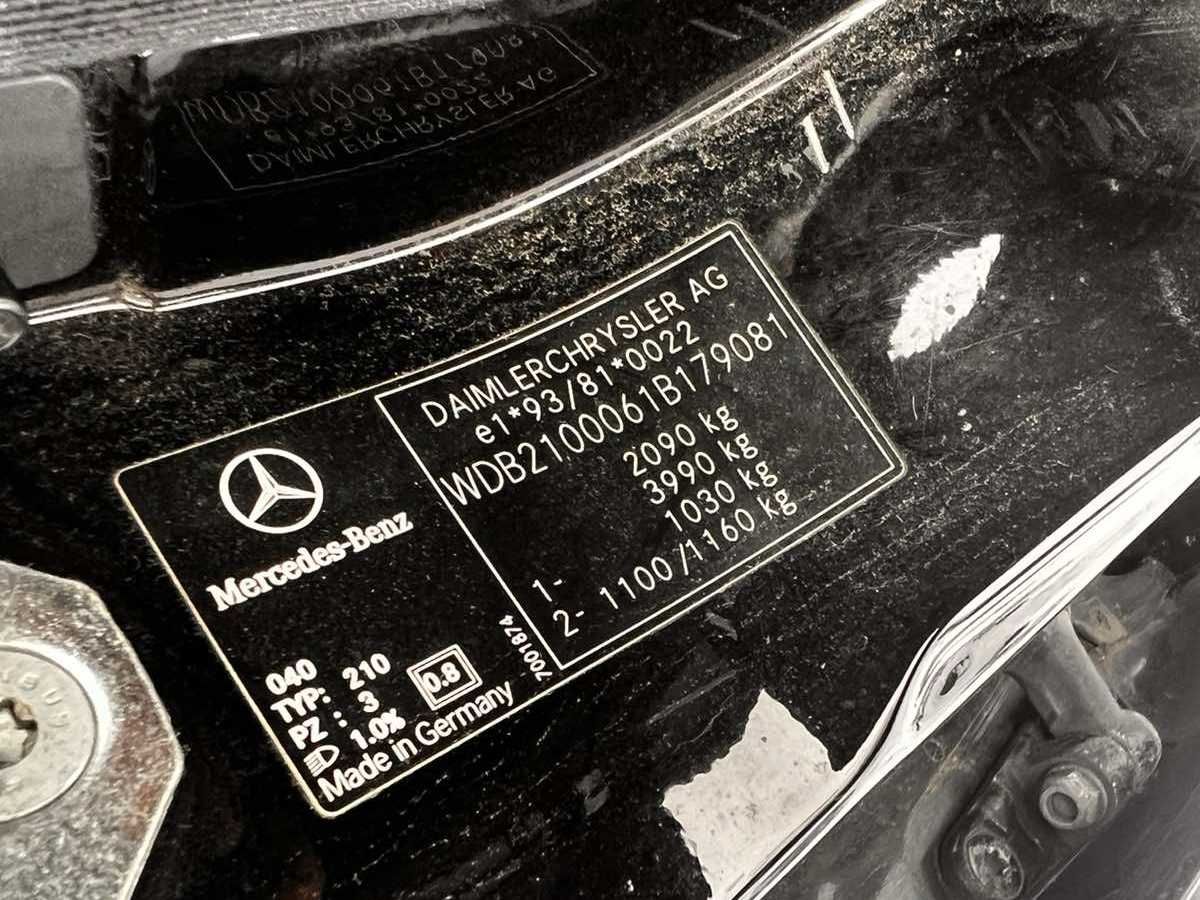 DAIMLERCHRYSLER AG
e1*93/81*0022
WDB2100061B179081
2090 kg
3990 kg
1- 1030 kg
2- 1100/1160 kg
Mercedes-Benz
040
TYP: 210
PZ : 3
1.0%
0.8
Made in Germany
7001874